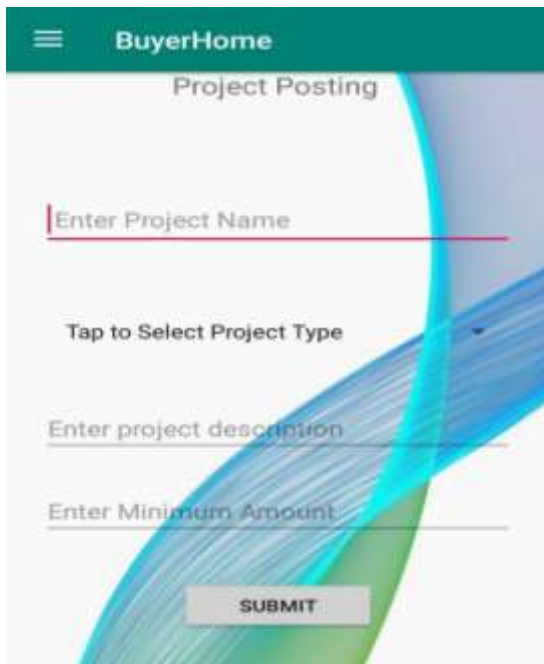 BuyerHome
Project Posting
Enter Project Name
Tap to Select Project Type
Enter project description
Enter Minimum Amount
SUBMIT